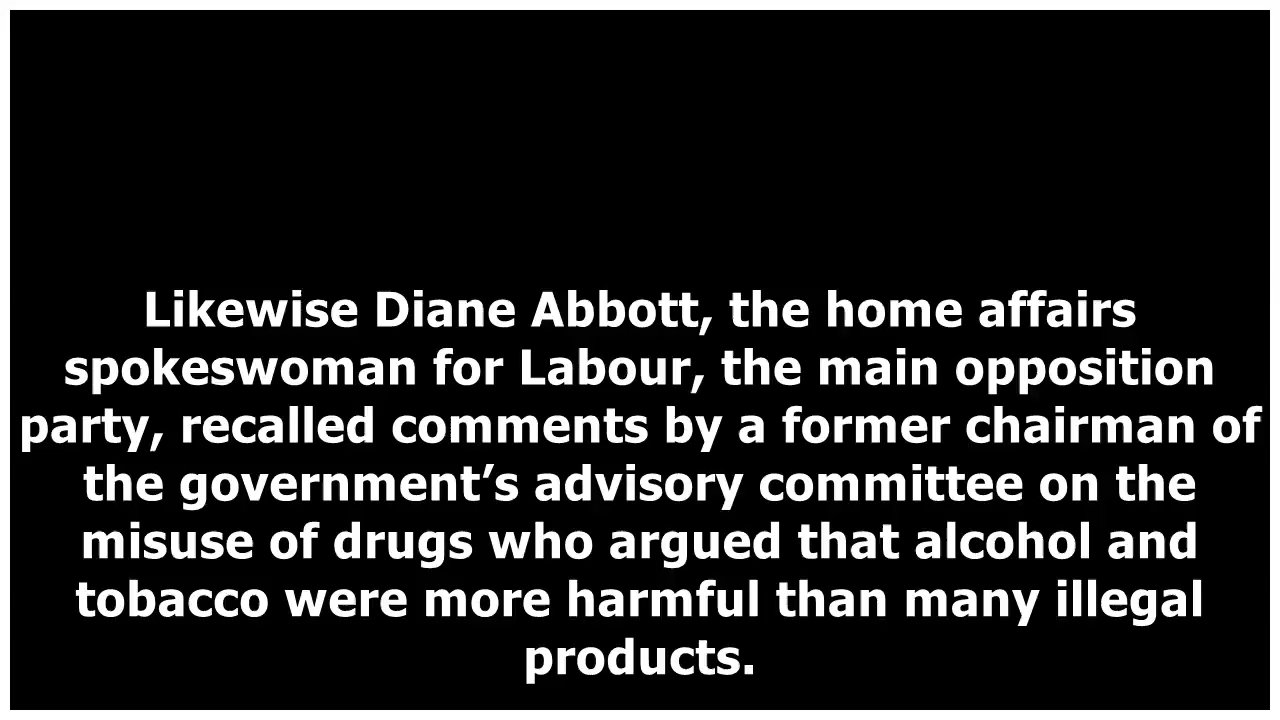 Likewise Diane Abbott, the home affairs
spokeswoman for Labour, the main opposition
party, recalled comments by a former chairman of
the government’s advisory committee on the
misuse of drugs who argued that alcohol and
tobacco were more harmful than many illegal
products.